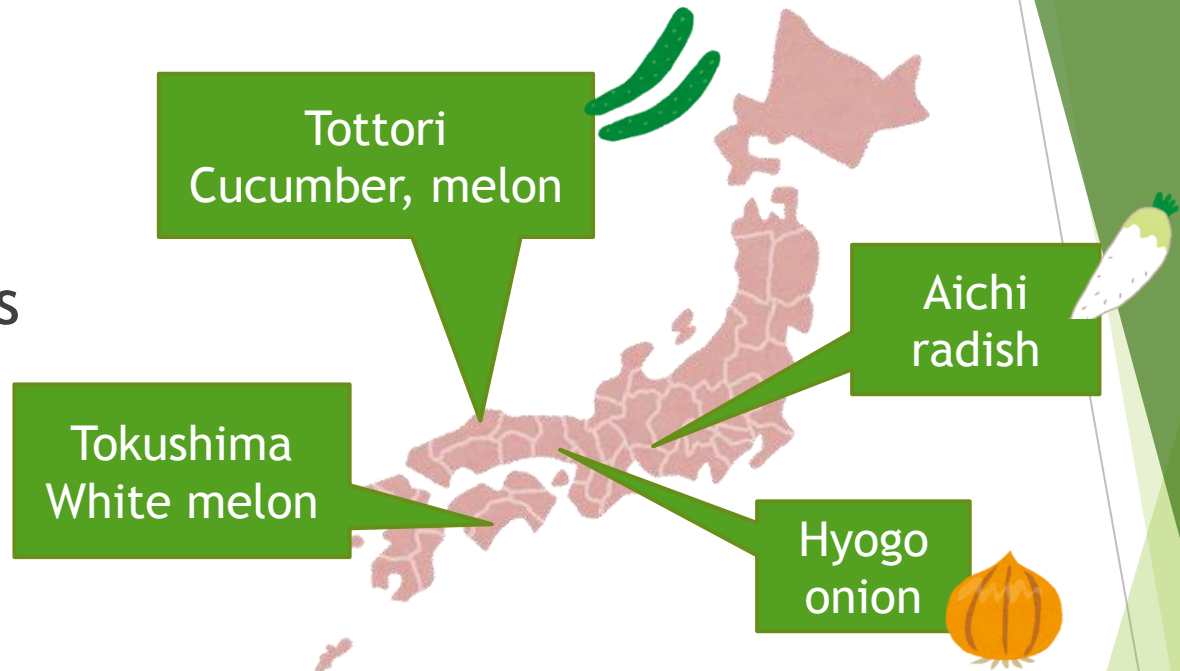 Tottori
Cucumber, melon
s
Aichi
radish
Tokushima
White melon
Hyogo
onion